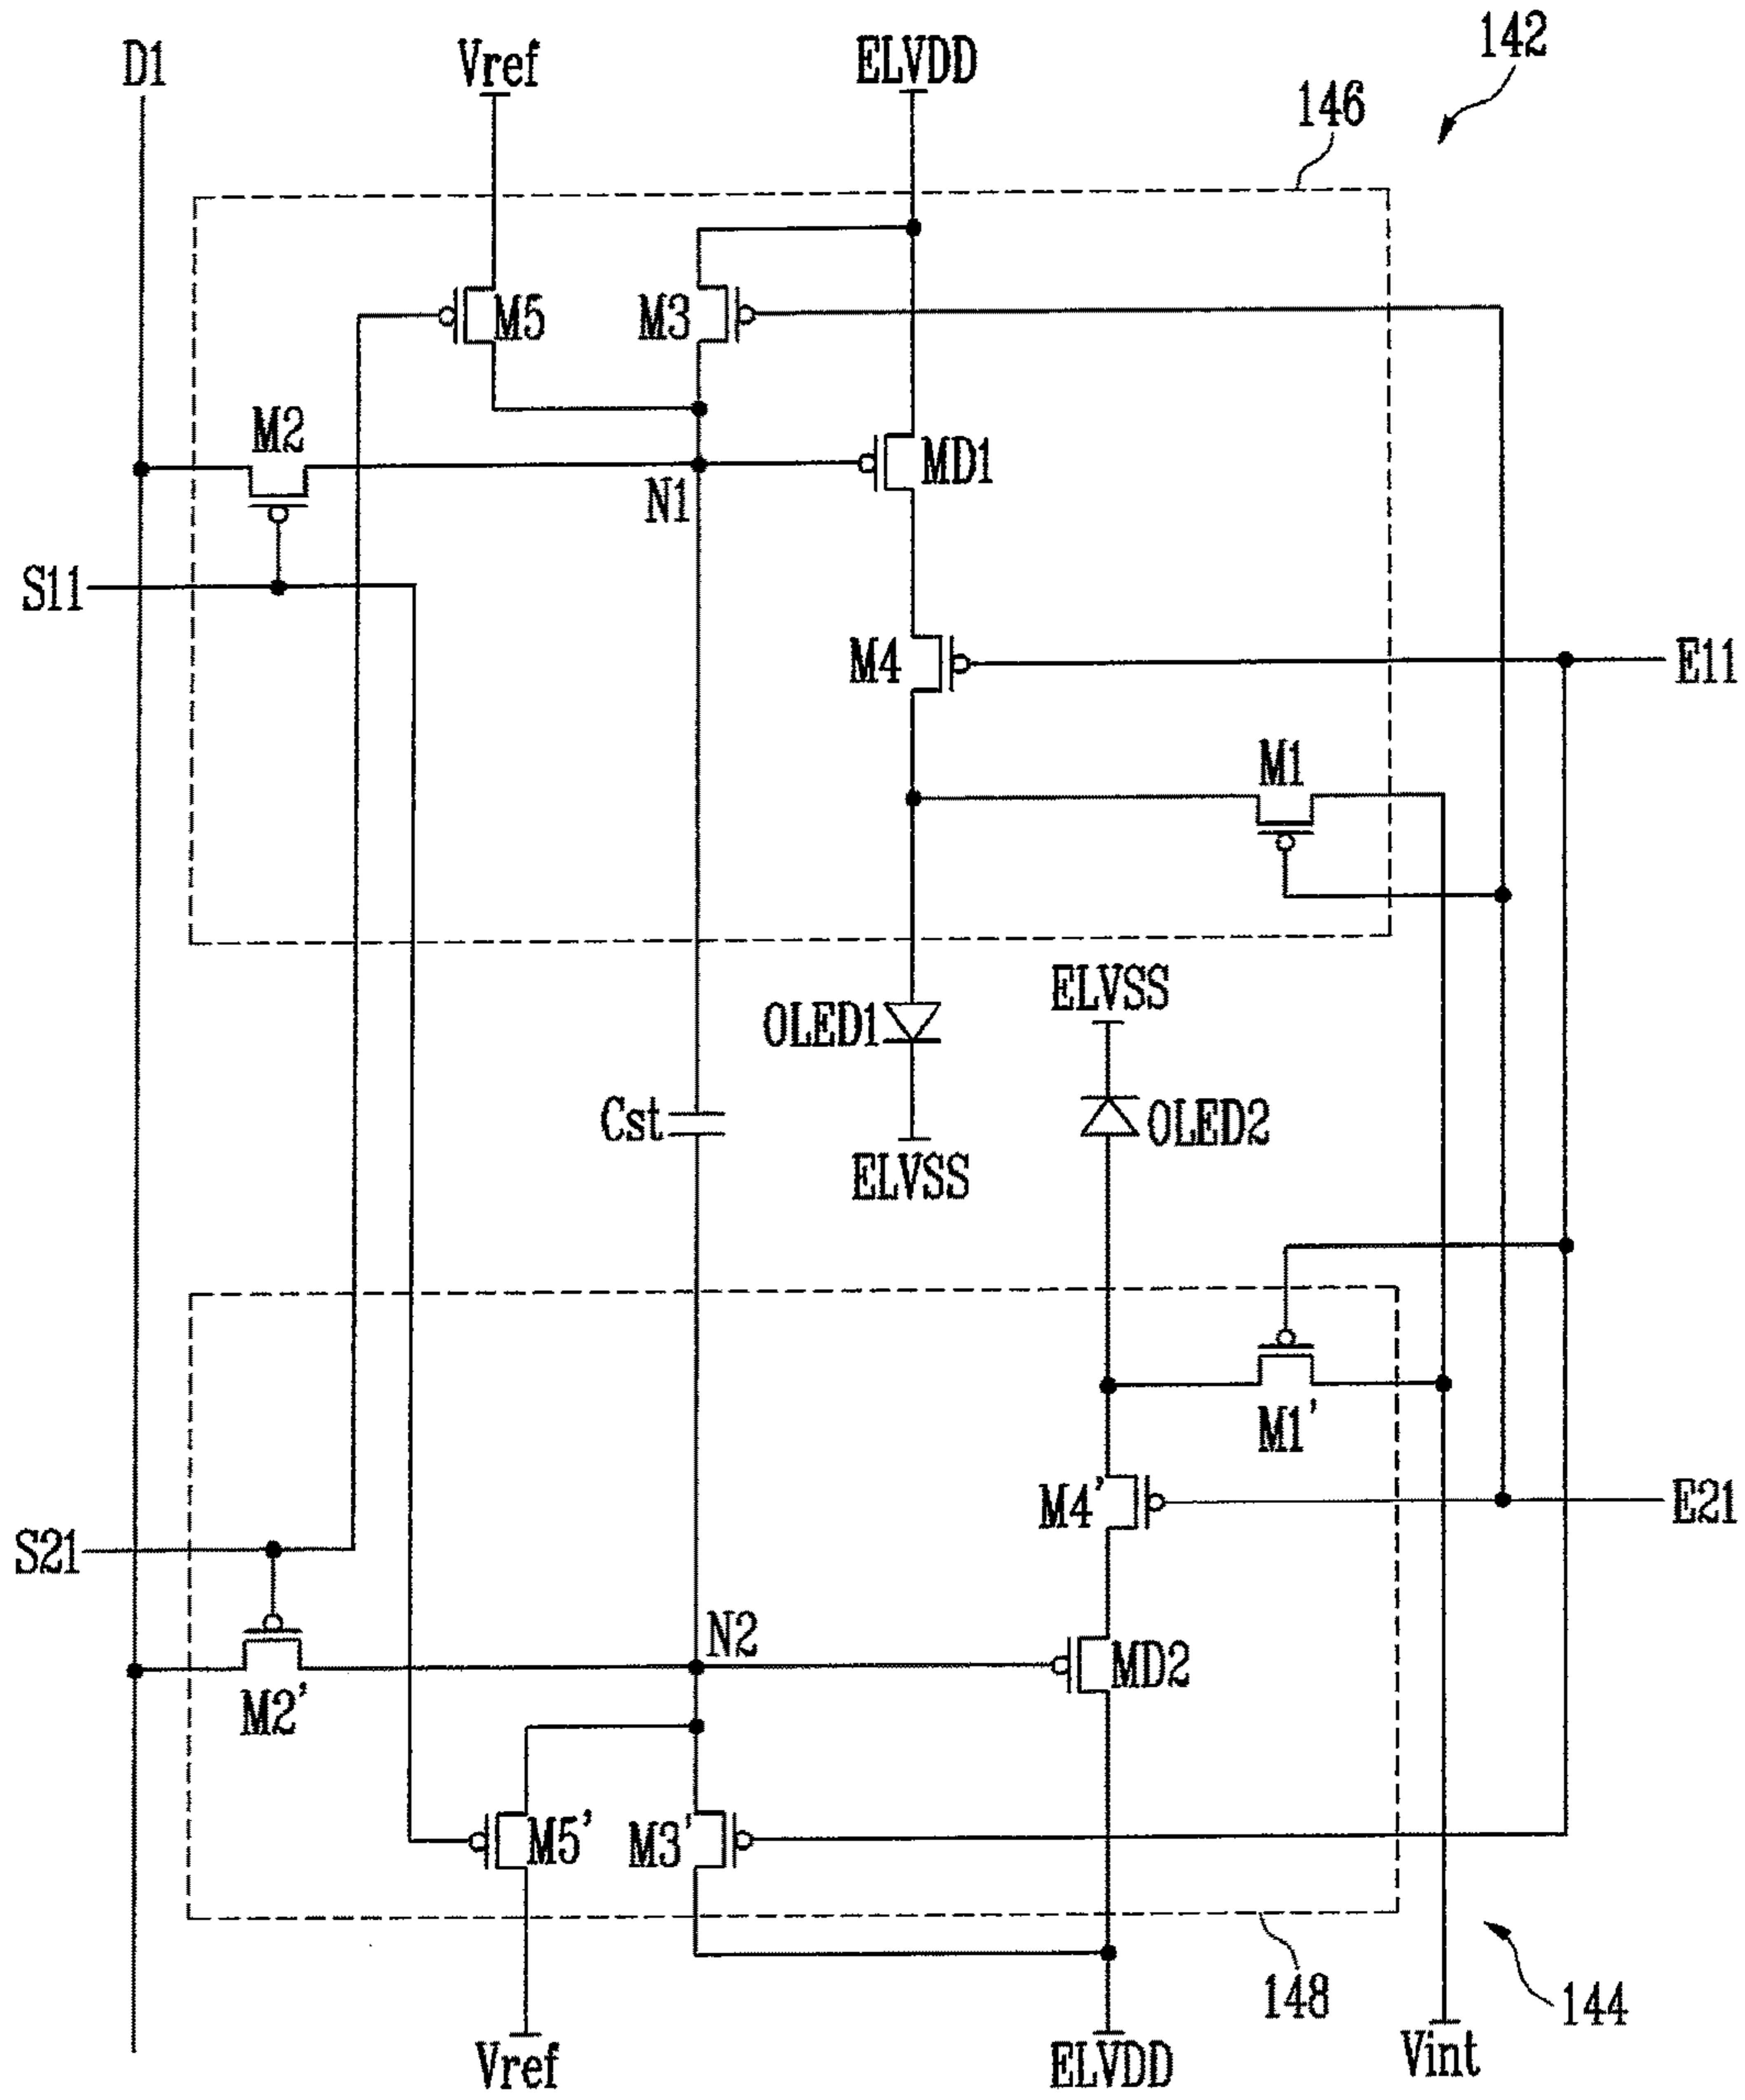 142
D1
Vref
ELVDD
146
M5
M3
M2
MD1
N1
S11
M4
E11
M1
ELVSS
OLED1
Cst
OLED2
ELVSS
M1'
M4'
E21
S21
N2
MD2
M2'
M5'
M3'
148
144
Vref
ELVDD
Vint